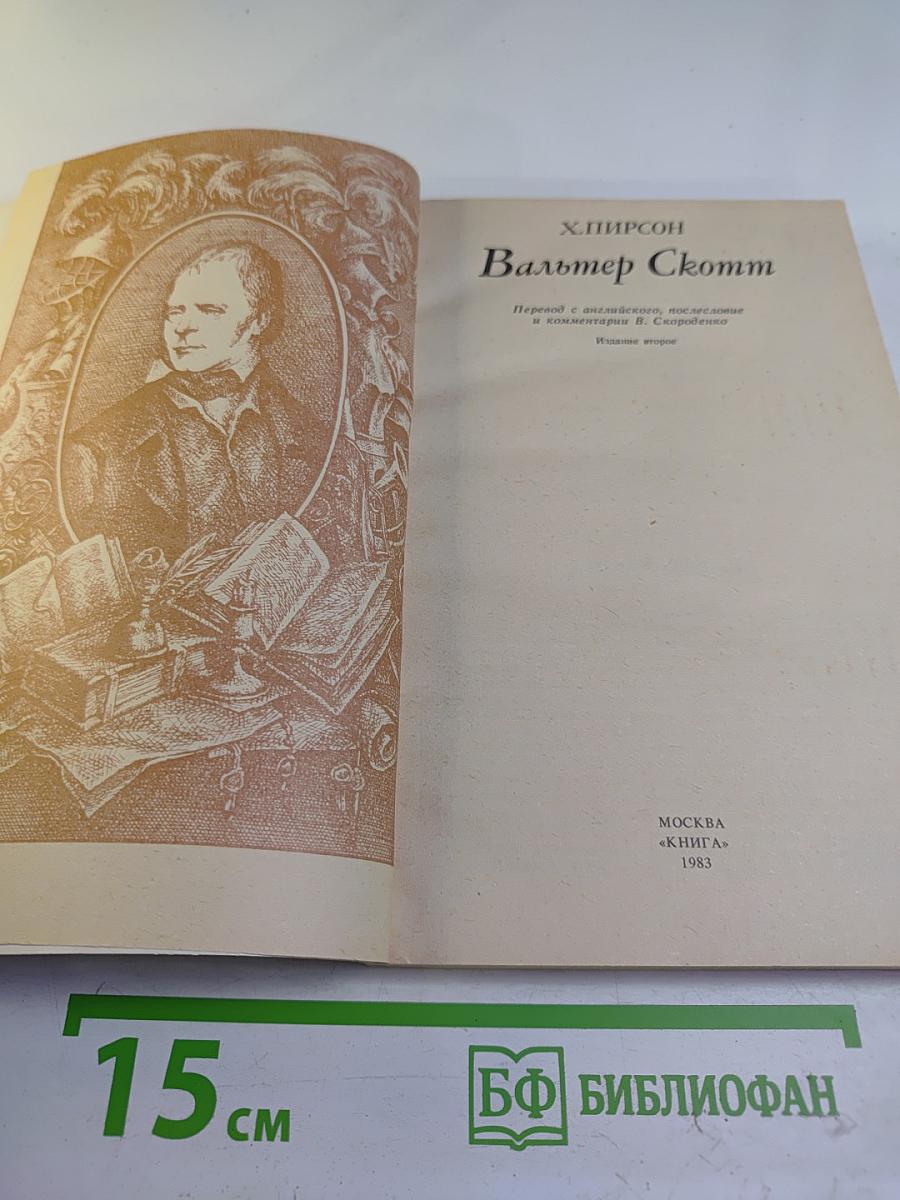 Х.ПИРСОН
Вальтер Скотт
Перевод с английского, послесловие
и комментарии В. Скороденко
Издание второе
МОСКВА
«КНИГА»
1983
15 см
БФ БИБЛИОФАН